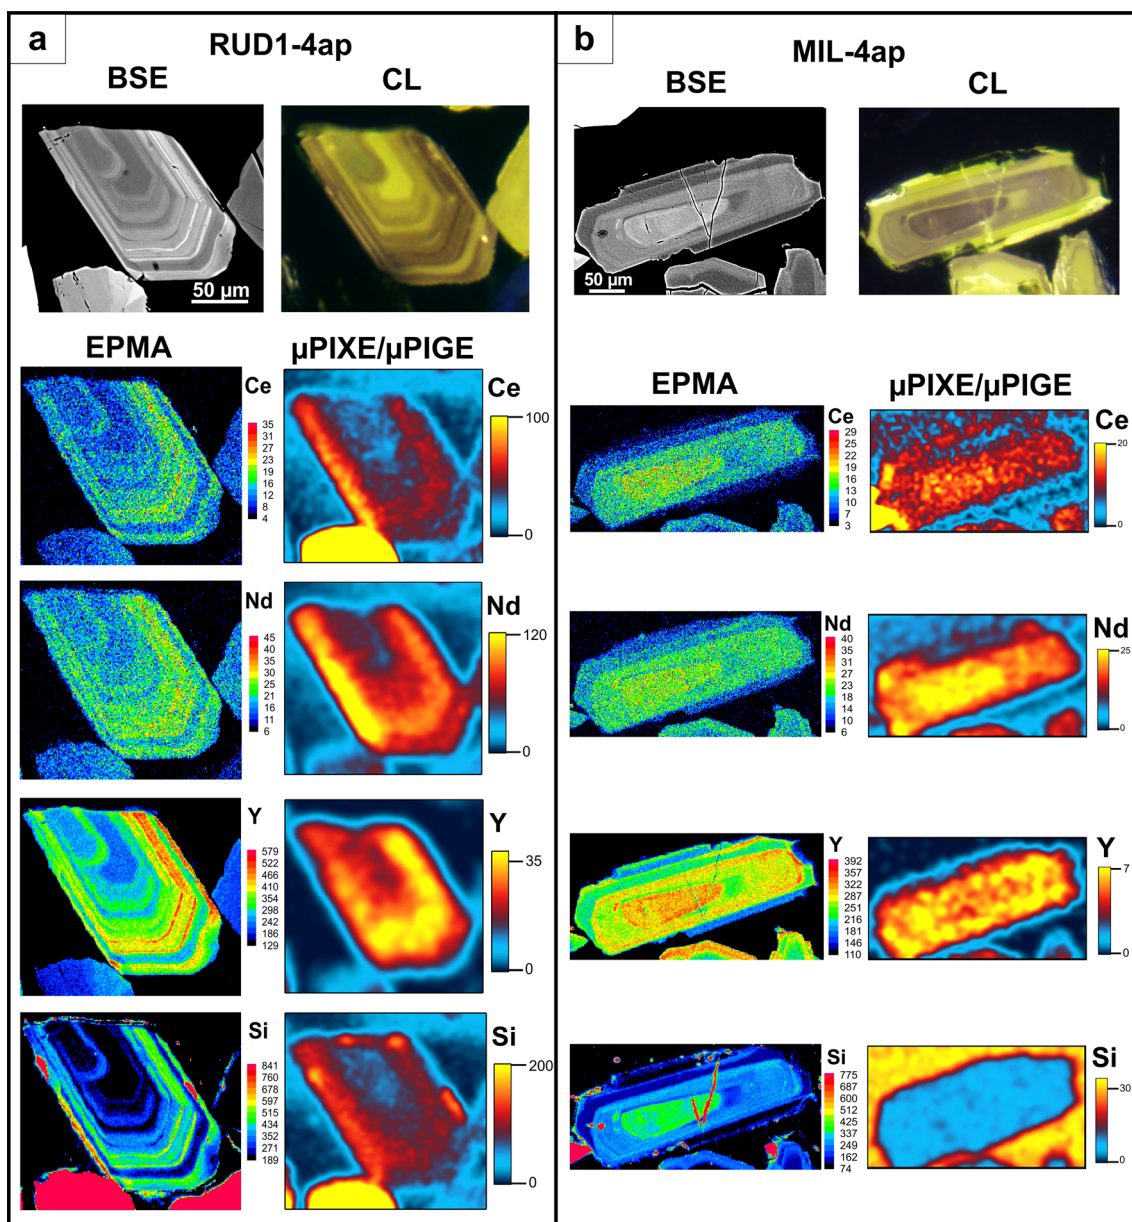 a
RUD1-4ap
BSE
CL
50 µm
EPMA
µPIXE/µPIGE
Ce
35
31
27
23
19
16
12
8
4
Ce
100
0
Nd
45
40
35
30
25
21
16
11
6
Nd
120
0
Y
579
522
466
410
354
298
242
186
129
Y
35
0
Si
841
760
678
597
515
434
352
271
189
Si
200
0
b
MIL-4ap
BSE
CL
50 µm
EPMA
µPIXE/µPIGE
Ce
29
25
22
19
16
13
10
7
3
Ce
20
0
Nd
40
35
31
27
23
18
14
10
6
Nd
25
0
Y
392
357
322
287
251
216
181
146
110
Y
7
0
Si
775
687
600
512
425
337
249
162
74
Si
30
0